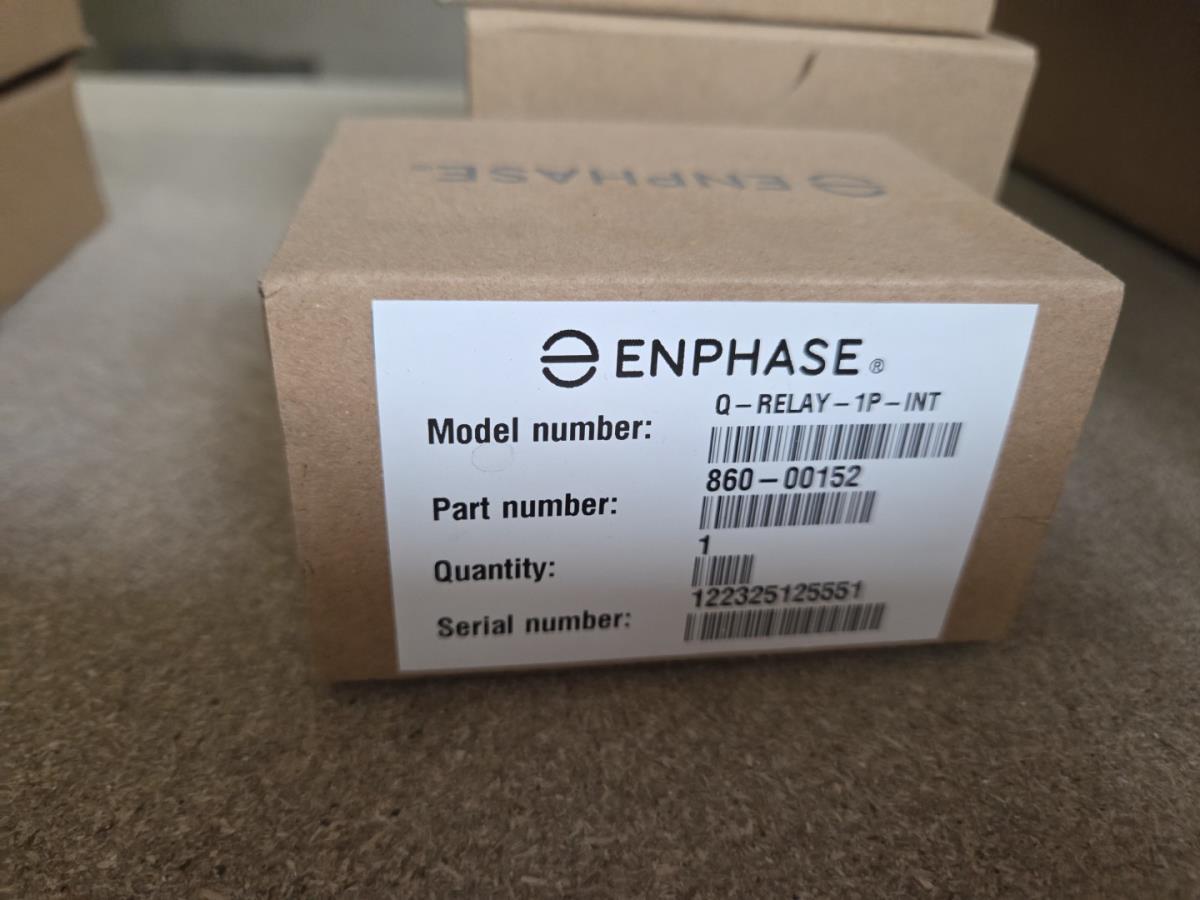 ENPHASE.
ENPHASE®
Model number: Q-RELAY-1P-INT
Part number: 860-00152
Quantity: 1
Serial number: 122325125551